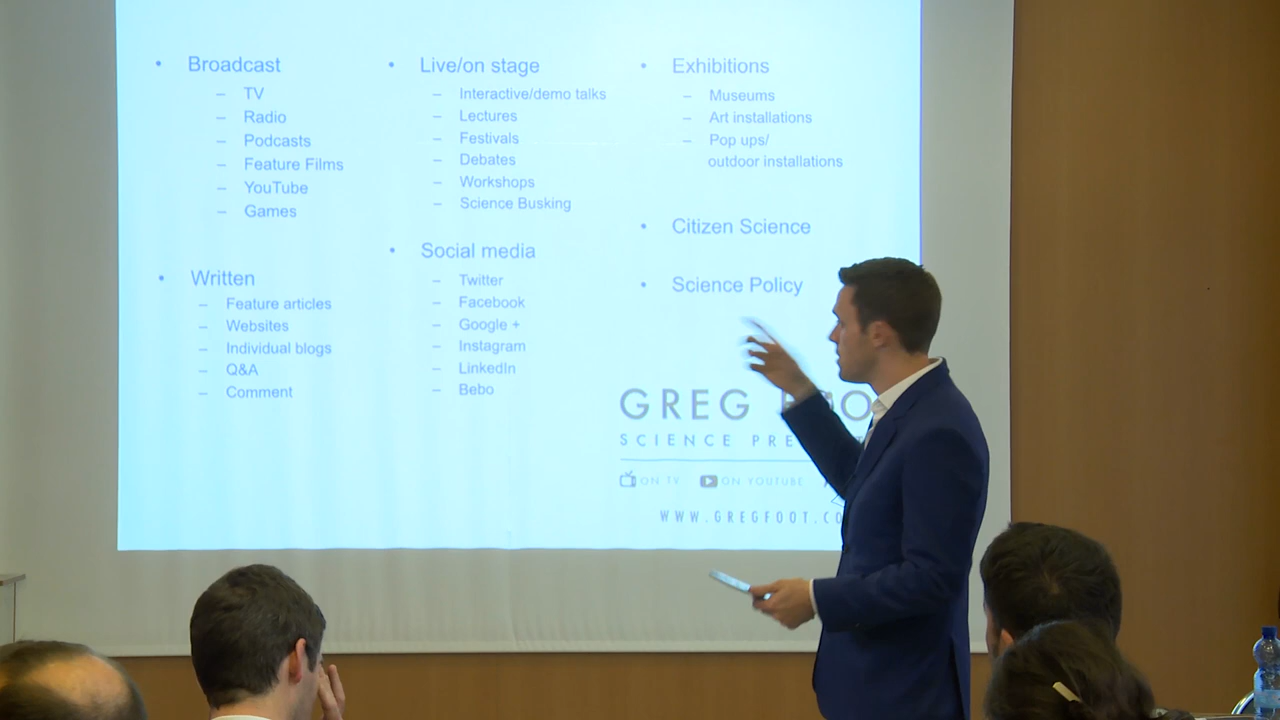 • Broadcast
– TV
– Radio
– Podcasts
– Feature Films
– YouTube
– Games
• Written
– Feature articles
– Websites
– Individual blogs
– Q&A
– Comment
• Live/on stage
– Interactive/demo talks
– Lectures
– Festivals
– Debates
– Workshops
– Science Busking
• Social media
– Twitter
– Facebook
– Google +
– Instagram
– LinkedIn
– Bebo
• Exhibitions
– Museums
– Art installations
– Pop ups/
outdoor installations
• Citizen Science
• Science Policy
GREG
SCIENCE
ON TV ON YOUTUBE
WWW.GREGFOOT.CO